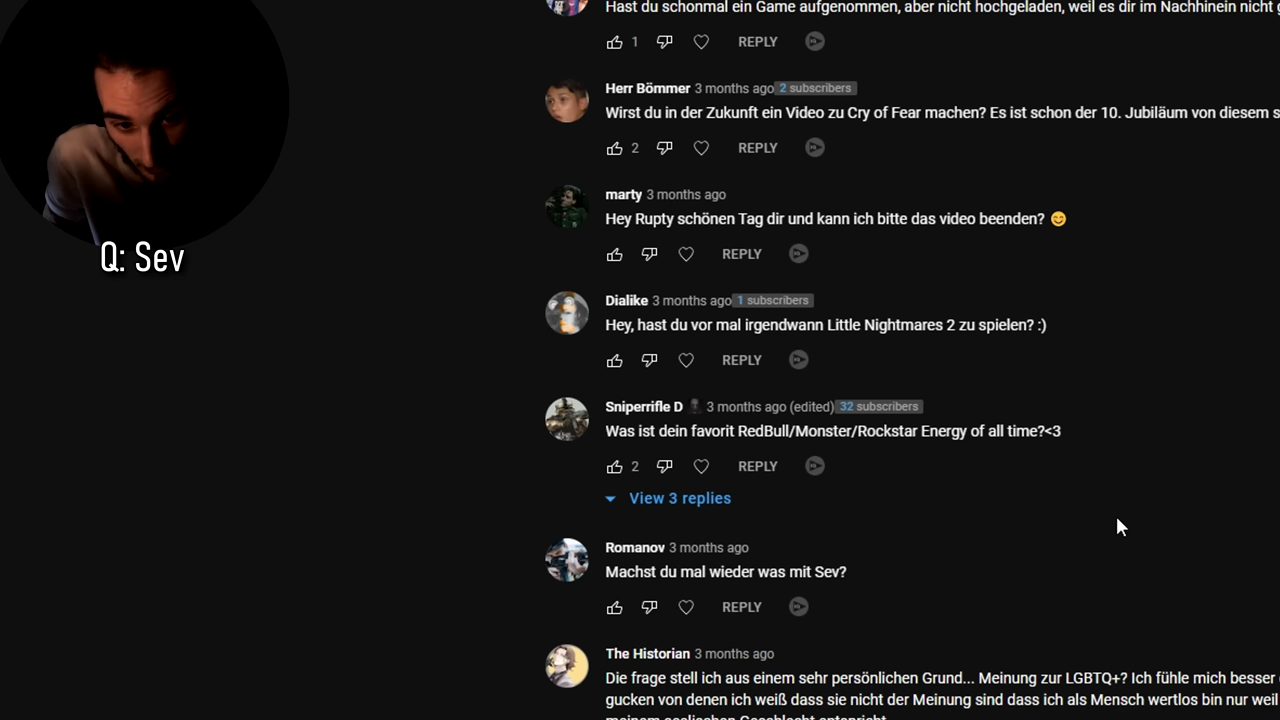 Hast du schonmal ein Game aufgenommen, aber nicht hochgeladen, weil es dir im Nachhinein nicht
1 REPLY
Herr Bömmer 3 months ago 2 subscribers
Wirst du in der Zukunft ein Video zu Cry of Fear machen? Es ist schon der 10. Jubiläum von diesem
2 REPLY
marty 3 months ago
Hey Rupty schönen Tag dir und kann ich bitte das video beenden? 😊
REPLY
Q: Sev
Dialike 3 months ago 1 subscribers
Hey, hast du vor mal irgendwann Little Nightmares 2 zu spielen? :)
REPLY
Sniperrifle D 3 months ago (edited) 32 subscribers
Was ist dein favorit RedBull/Monster/Rockstar Energy of all time?<3
2 REPLY
View 3 replies
Romanov 3 months ago
Machst du mal wieder was mit Sev?
REPLY
The Historian 3 months ago
Die frage stell ich aus einem sehr persönlichen Grund... Meinung zur LGBTQ+? Ich fühle mich besser
gucken von denen ich weiß dass sie nicht der Meinung sind dass ich als Mensch wertlos bin nur weil